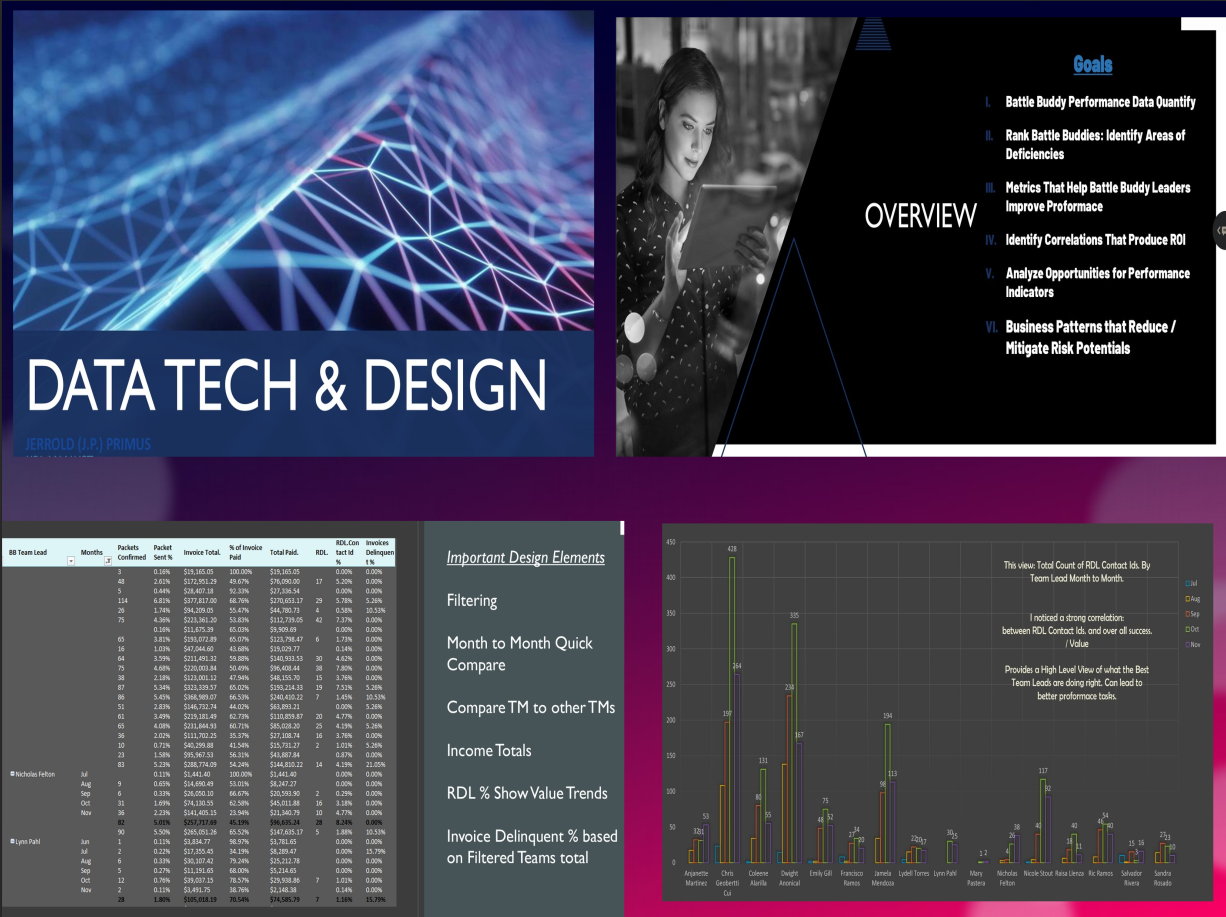 DATA TECH & DESIGN
JERROLD (J.P.) PRIMUS
OVERVIEW
Goals
I. Battle Buddy Performance Data Quantify
II. Rank Battle Buddies: Identify Areas of
Deficiencies
III. Metrics That Help Battle Buddy Leaders
Improve Proformace
IV. Identify Correlations That Produce ROI
V. Analyze Opportunities for Performance
Indicators
VI. Business Patterns that Reduce /
Mitigate Risk Potentials
BB Team Lead Months Packets Confirmed Packet Sent % Invoice Total. % of Invoice Paid Total Paid. RDL. RDL.Con tact Id % Invoices Delinquen t %
3 0.16% $19,165.05 100.00% $19,165.05 0.00% 0.00%
48 2.61% $172,951.29 49.67% $76,090.00 17 5.20% 0.00%
5 0.44% $28,407.18 92.33% $27,336.54 0.00% 0.00%
114 6.81% $377,817.00 68.76% $270,653.17 29 5.78% 5.26%
26 1.74% $94,209.05 55.47% $44,780.73 4 0.58% 10.53%
75 4.36% $223,361.20 53.83% $112,739.05 42 7.37% 0.00%
0.16% $11,675.39 65.03% $9,909.69 0.00% 0.00%
65 3.81% $193,072.89 65.07% $123,798.47 6 1.73% 0.00%
16 1.03% $47,044.60 43.68% $19,029.77 0.14% 0.00%
64 3.59% $211,491.32 59.88% $140,933.53 30 4.62% 0.00%
75 4.68% $220,003.84 50.49% $96,408.44 38 7.80% 0.00%
38 2.18% $123,001.12 47.94% $48,155.70 15 3.76% 0.00%
87 5.34% $323,339.57 65.02% $193,214.33 19 7.51% 5.26%
86 5.45% $368,989.07 66.53% $240,410.22 7 1.45% 10.53%
51 2.83% $146,732.74 44.02% $63,893.21 0.00% 5.26%
61 3.49% $219,181.49 62.73% $110,859.87 20 4.77% 0.00%
65 4.08% $231,844.93 60.71% $85,028.20 25 4.19% 5.26%
36 2.02% $111,702.25 35.37% $27,108.74 16 3.76% 0.00%
10 0.71% $40,299.88 41.54% $15,731.27 2 1.01% 5.26%
23 1.58% $95,967.53 56.31% $43,887.84 0.87% 0.00%
83 5.23% $288,774.09 54.24% $144,810.22 14 4.19% 21.05%
Nicholas Felton Jul 0.11% $1,441.40 100.00% $1,441.40 0.00% 0.00%
Aug 9 0.65% $14,690.49 53.01% $8,247.27 0.00% 0.00%
Sep 6 0.33% $26,050.10 66.67% $20,593.90 2 0.29% 0.00%
Oct 31 1.69% $74,130.55 62.58% $45,011.88 16 3.18% 0.00%
Nov 36 2.23% $141,405.15 23.94% $21,340.79 10 4.77% 0.00%
82 5.01% $257,717.69 45.19% $96,635.24 28 8.24% 0.00%
90 5.50% $265,051.26 65.52% $147,635.17 5 1.88% 10.53%
Lynn Pahl Jun 1 0.11% $3,834.77 98.97% $3,781.65 0.00% 0.00%
Jul 2 0.22% $17,355.45 34.19% $8,289.47 0.00% 15.79%
Aug 6 0.33% $30,107.42 79.24% $25,212.78 0.00% 0.00%
Sep 5 0.27% $11,191.65 68.00% $5,214.65 0.00% 0.00%
Oct 12 0.76% $39,037.15 78.57% $29,938.86 7 1.01% 0.00%
Nov 2 0.11% $3,491.75 38.76% $2,148.38 0.14% 0.00%
28 1.80% $105,018.19 70.54% $74,585.79 7 1.16% 15.79%
Important Design Elements
Filtering
Month to Month Quick
Compare
Compare TM to other TMs
Income Totals
RDL % Show Value Trends
Invoice Delinquent % based
on Filtered Teams total
This view: Total Count of RDL Contact Ids. By
Team Lead Month to Month.
I noticed a strong correlation:
between RDL Contact Ids, and over all success.
/ Value
Provides a High Level View of what the Best
Team Leads are doing right. Can lead to
better proformace tasks.
Jul
Aug
Sep
Oct
Nov
450
400
350
300
250
200
150
100
50
0
32 31 53
197 428 264
80 131 55
234 335 167
48 75 52
27 34 20
98 194 113
22 20 17
30 25
1 2
4 26 38
40 117 92
18 40 11
46 54 40
15 3 16
27 23 10
Anjanette Martinez
Chris Geobertti Cui
Coleene Alarilla
Dwight Anonical
Emily Gill
Francisco Ramos
Jamela Mendoza
Lydell Torres
Lynn Pahl
Mary Pastera
Nicholas Felton
Nicole Stout
Raisa Llenza
Ric Ramos
Salvador Rivera
Sandra Rosado